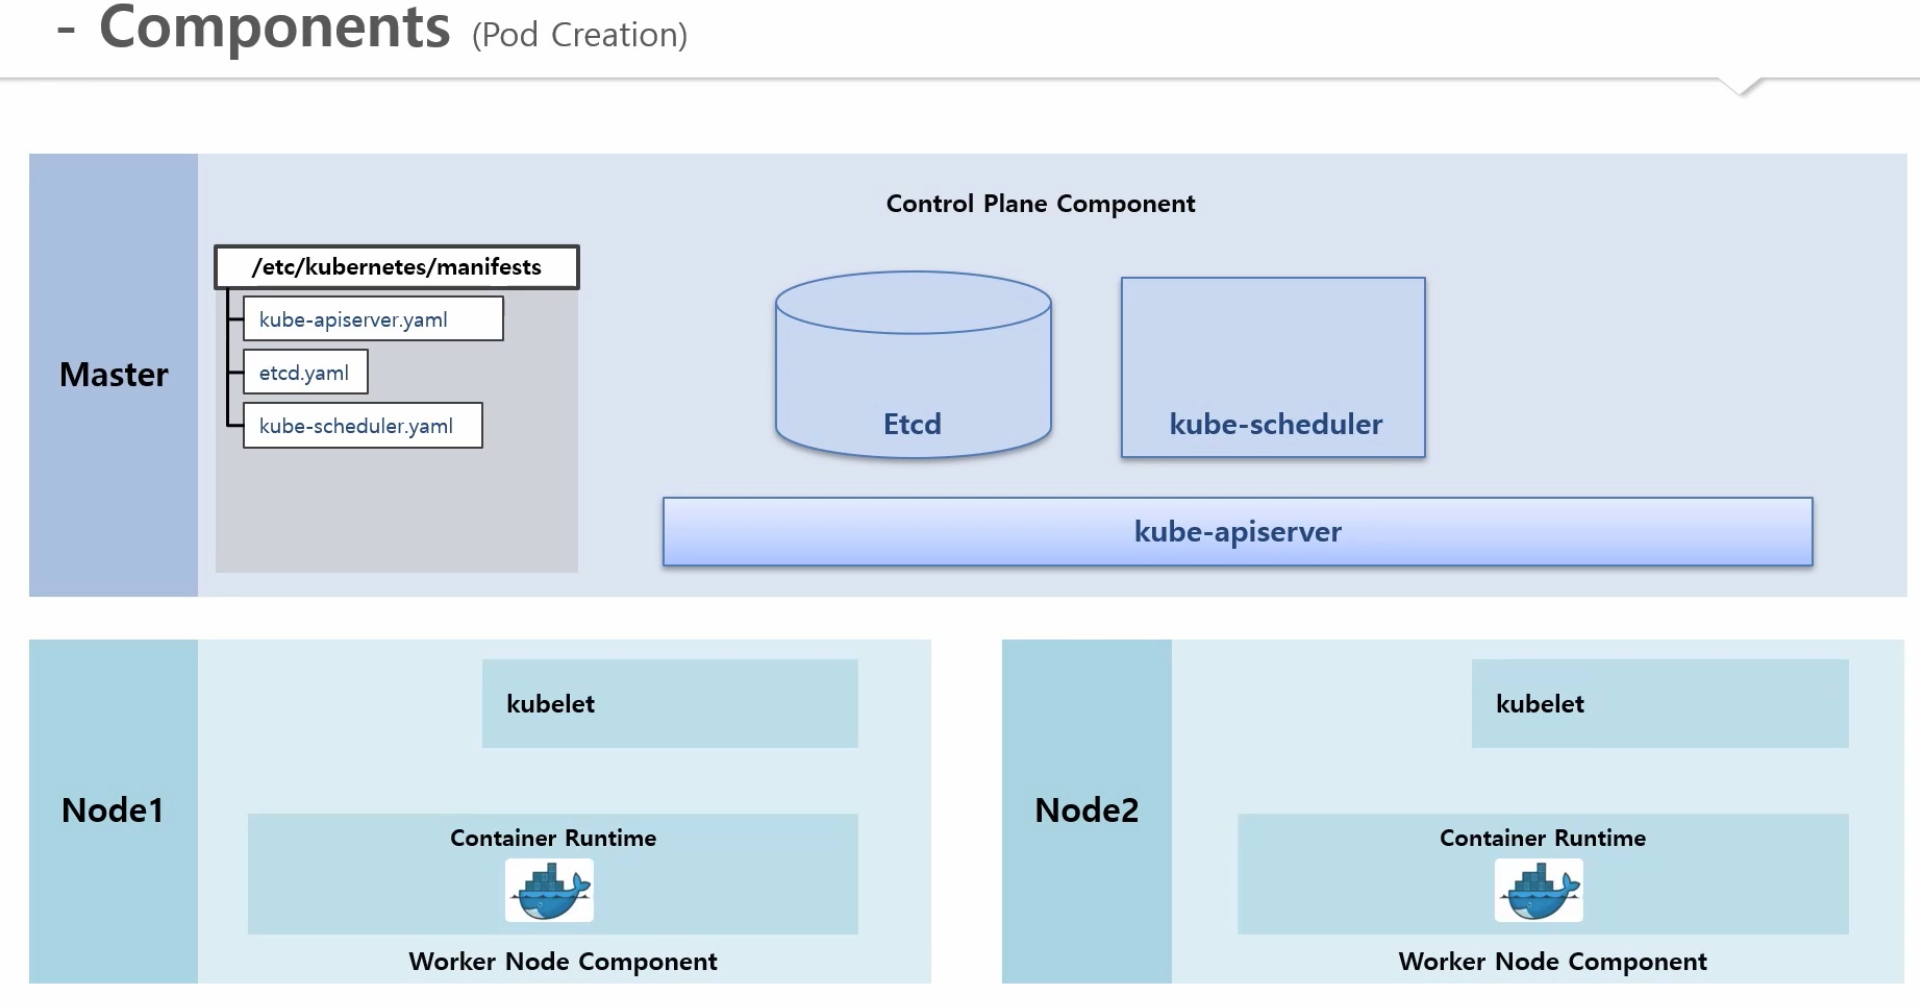 - Components (Pod Creation)
Control Plane Component
Master
/etc/kubernetes/manifests
kube-apiserver.yaml
etcd.yaml
kube-scheduler.yaml
Etcd
kube-scheduler
kube-apiserver
Node1
kubelet
Container Runtime
Worker Node Component
Node2
kubelet
Container Runtime
Worker Node Component